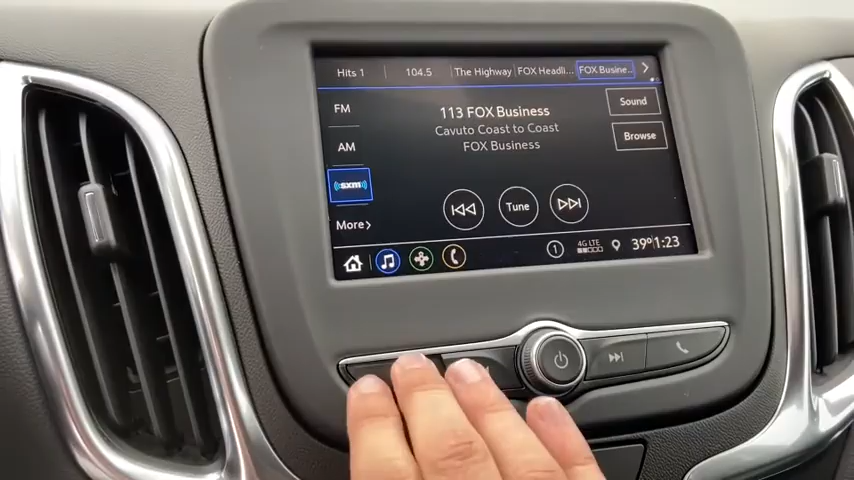 Hits 1 104.5 The Highway FOX Headli... FOX Busine...
FM
AM
sxm
More
113 FOX Business
Cavuto Coast to Coast
FOX Business
Sound
Browse
Tune
1 4G LTE 39° 1:23